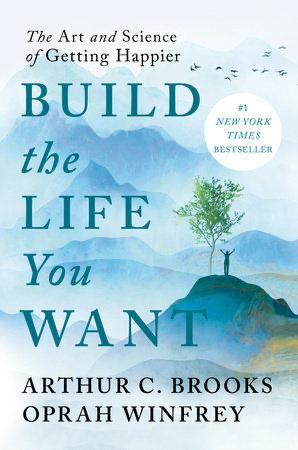 The Art and Science
of Getting Happier
BUILD
the
LIFE
You
WANT
#1
NEW YORK
TIMES
BESTSELLER
ARTHUR C. BROOKS
OPRAH WINFREY